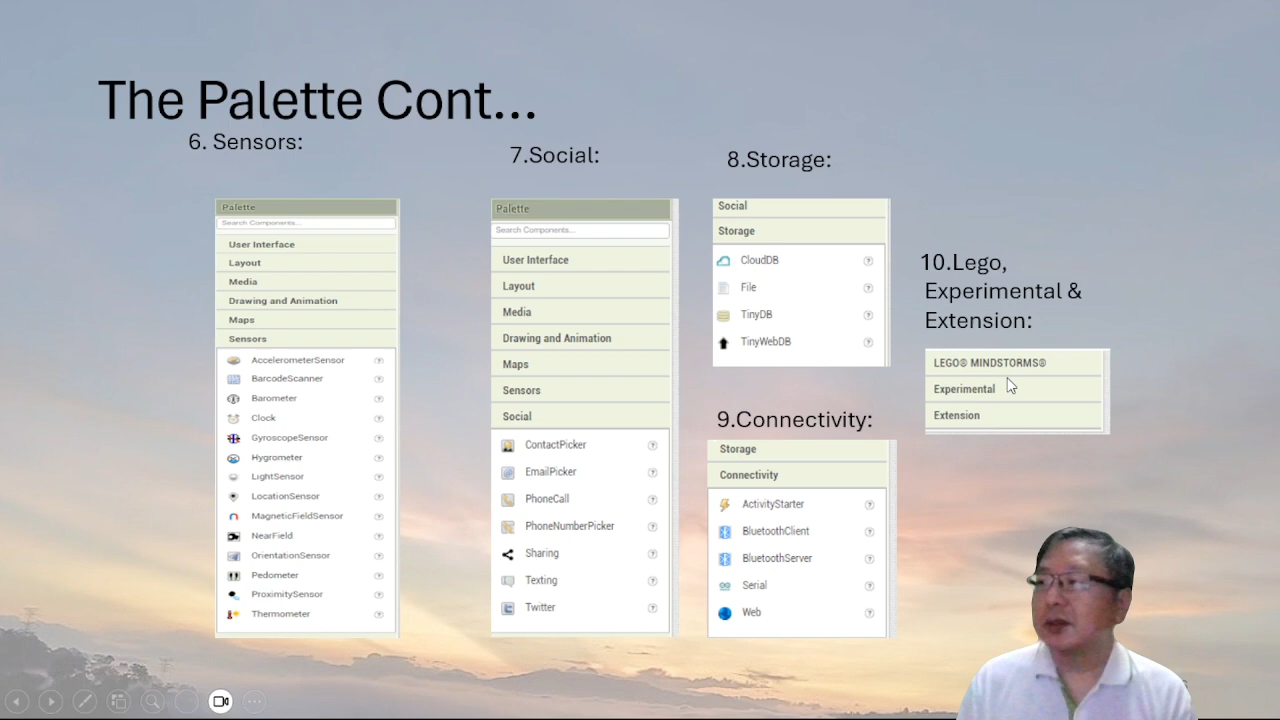 The Palette Cont...
6. Sensors:
Palette
Search Components...
User Interface
Layout
Media
Drawing and Animation
Maps
Sensors
AccelerometerSensor
BarcodeScanner
Barometer
Clock
GyroscopeSensor
Hygrometer
LightSensor
LocationSensor
MagneticFieldSensor
NearField
OrientationSensor
Pedometer
ProximitySensor
Thermometer
7.Social:
Palette
Search Components...
User Interface
Layout
Media
Drawing and Animation
Maps
Sensors
Social
ContactPicker
EmailPicker
PhoneCall
PhoneNumberPicker
Sharing
Texting
Twitter
8.Storage:
Social
Storage
CloudDB
File
TinyDB
TinyWebDB
9.Connectivity:
Storage
Connectivity
ActivityStarter
BluetoothClient
BluetoothServer
Serial
Web
10.Lego,
Experimental &
Extension:
LEGO® MINDSTORMS®
Experimental
Extension